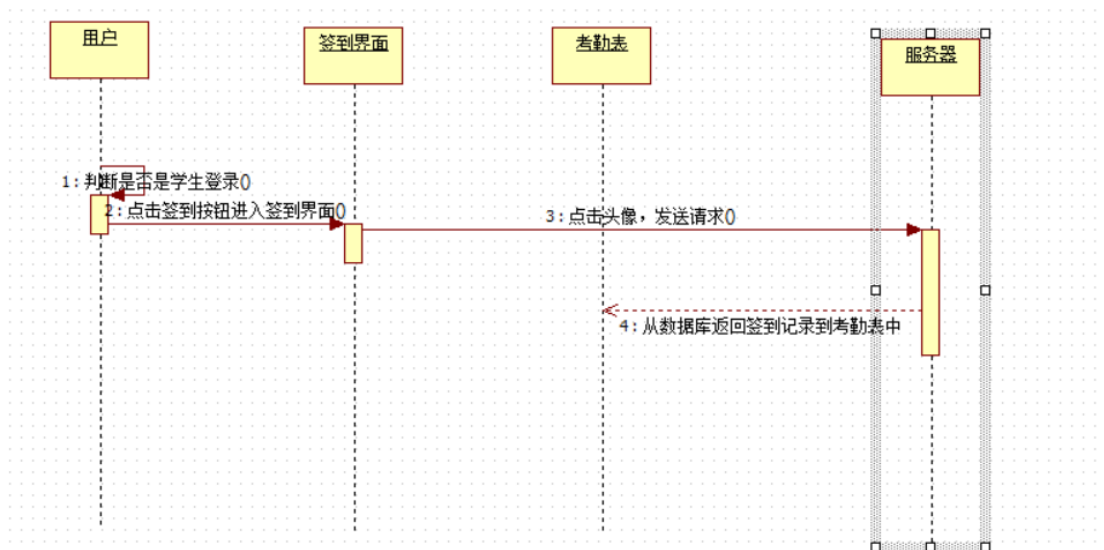 用户
签到界面
考勤表
服务器
1:判断是否是学生登录()
2:点击签到按钮进入签到界面()
3:点击头像，发送请求()
4:从数据库返回签到记录到考勤表中